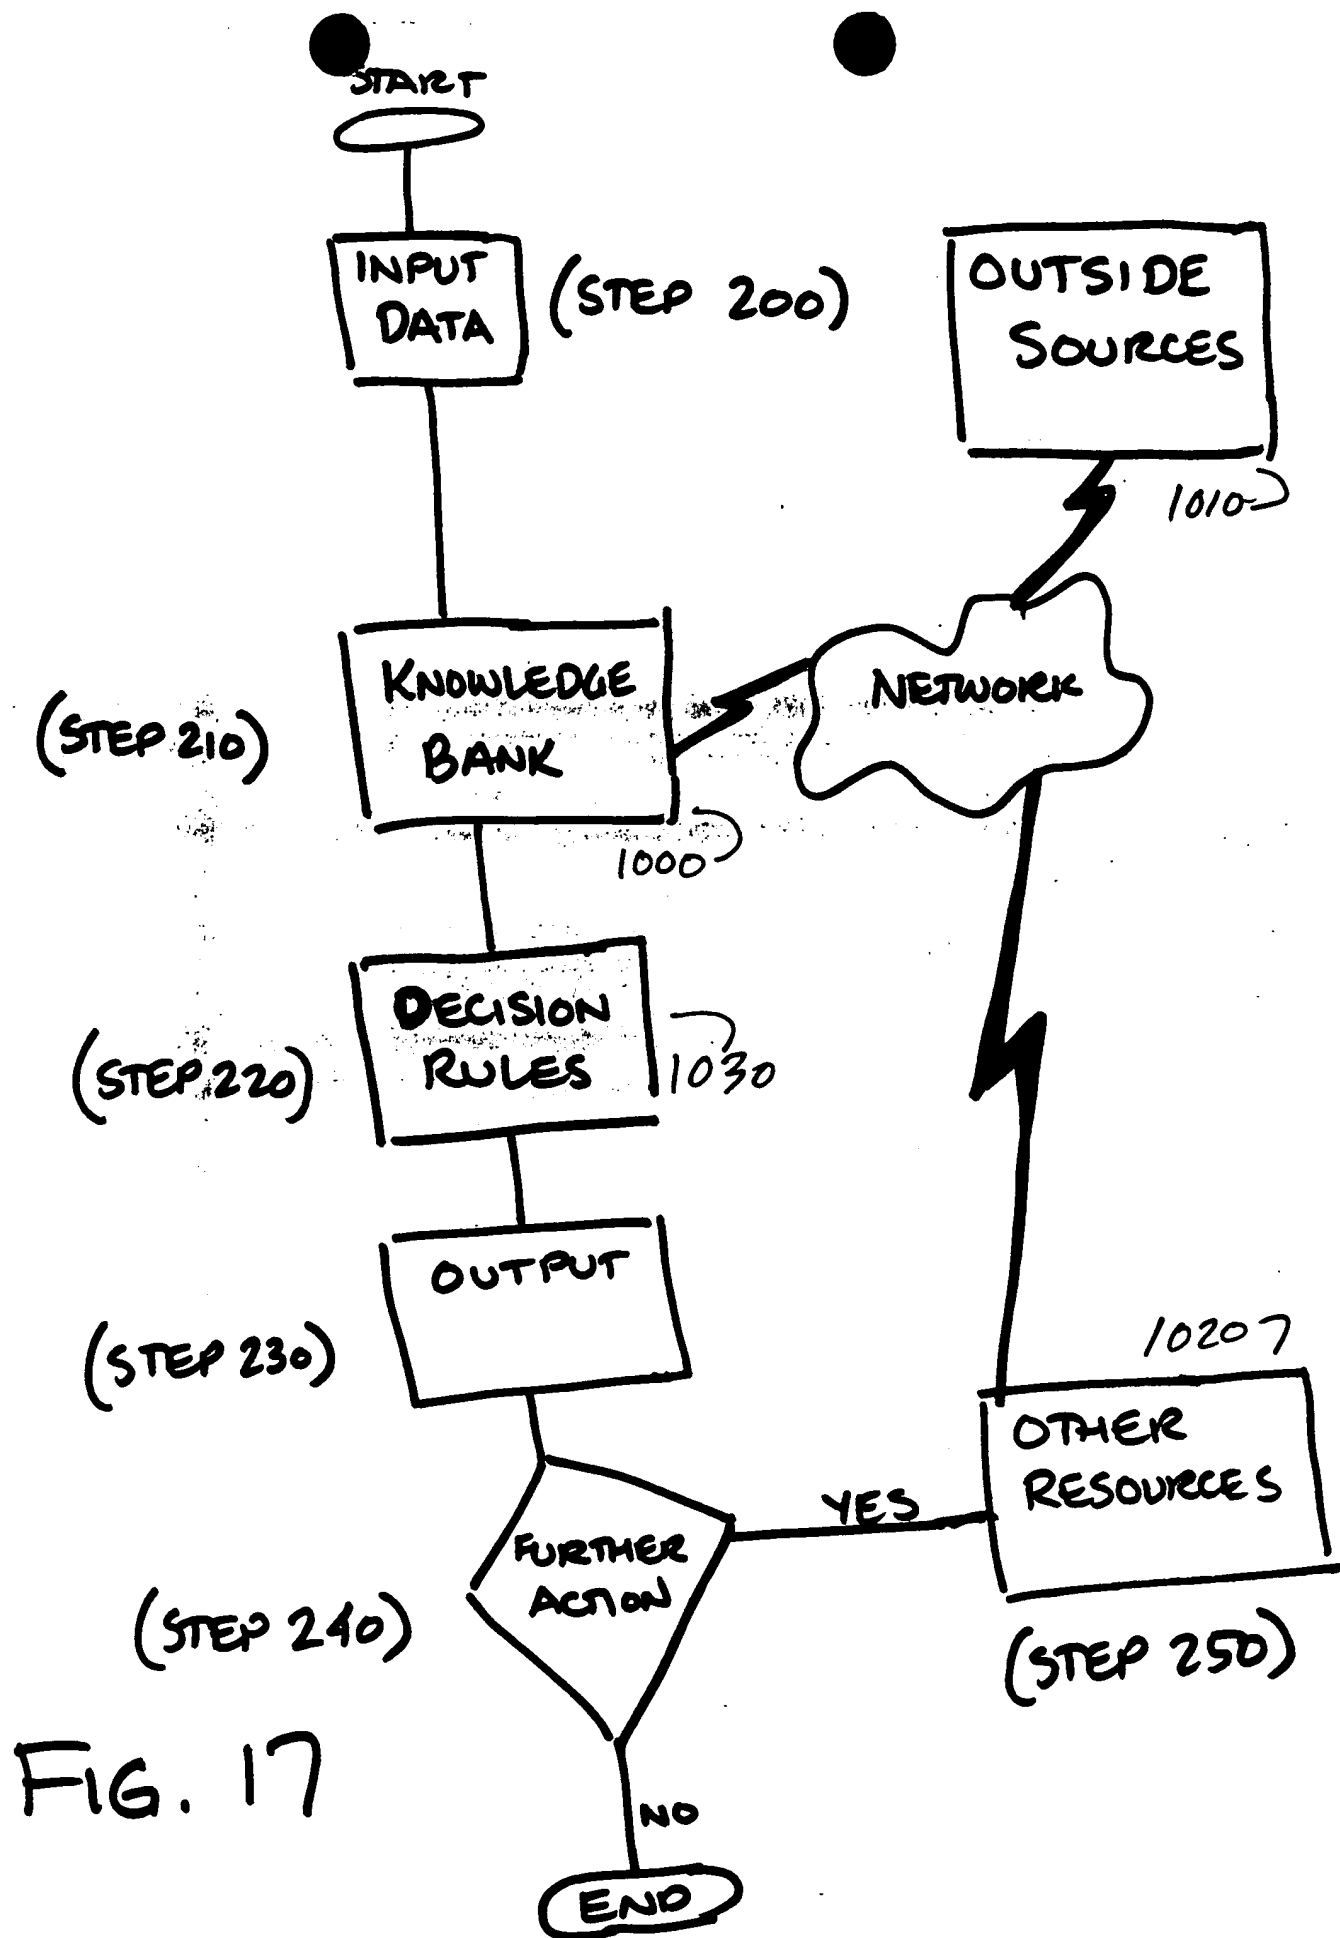 START
INPUT
DATA
(STEP 200)
OUTSIDE
SOURCES
1010
KNOWLEDGE
BANK
(STEP 210)
NETWORK
1000
DECISION
RULES
(STEP 220)
1030
OUTPUT
(STEP 230)
1020
OTHER
RESOURCES
YES
FURTHER
ACTION
(STEP 240)
(STEP 250)
FIG. 17
NO
END